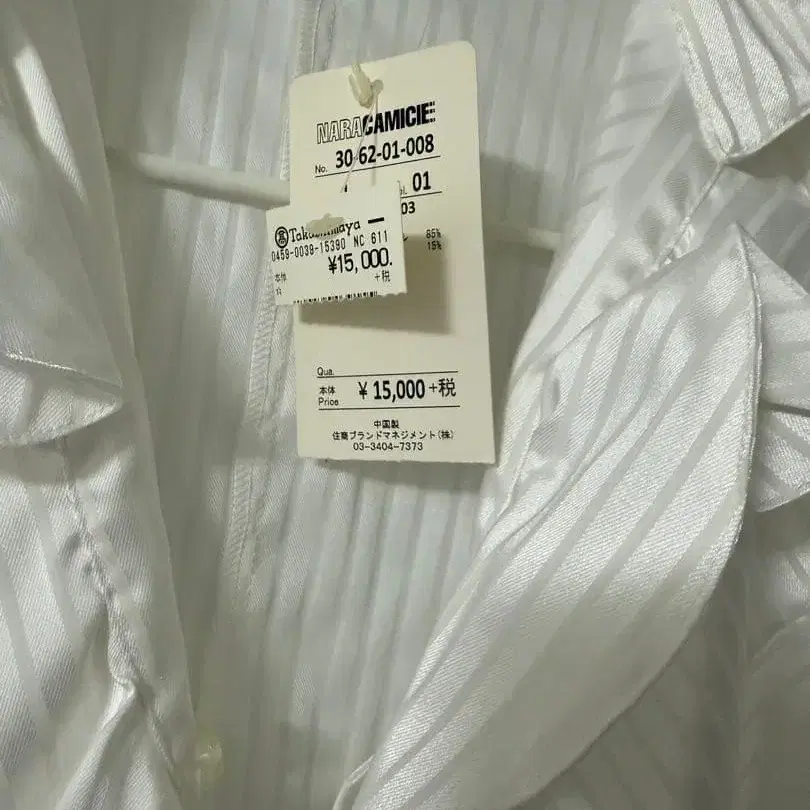 NARACAMICIE
No. 30-62-01-008
01
03
65%
15%
Takashimaya
0459-0039-15390 NC 611
¥15,000.
本体
+税
☆
Qua.
本体 ¥ 15,000+税
Price
中国製
住商ブランドマネジメント(株)
03-3404-7373